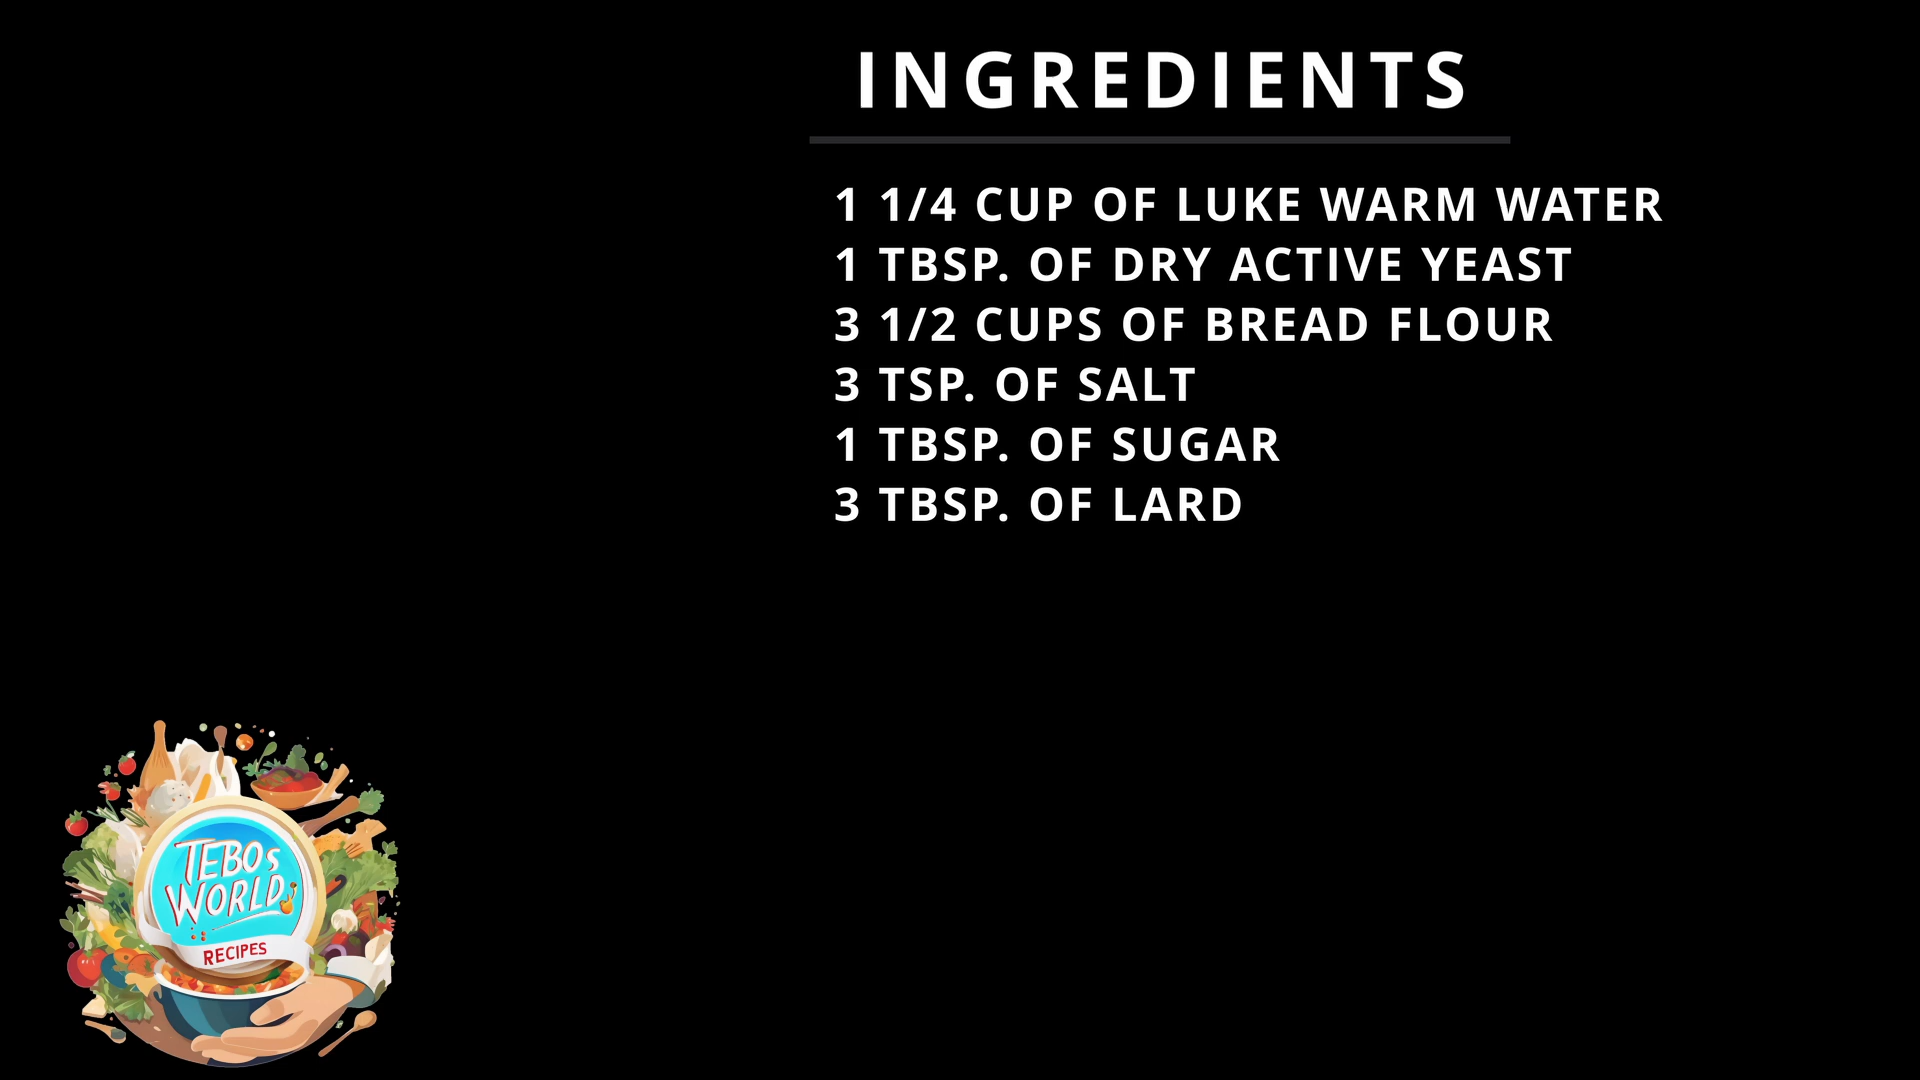 INGREDIENTS
1 1/4 CUP OF LUKE WARM WATER
1 TBSP. OF DRY ACTIVE YEAST
3 1/2 CUPS OF BREAD FLOUR
3 TSP. OF SALT
1 TBSP. OF SUGAR
3 TBSP. OF LARD
TEBOs
WORLD
RECIPES